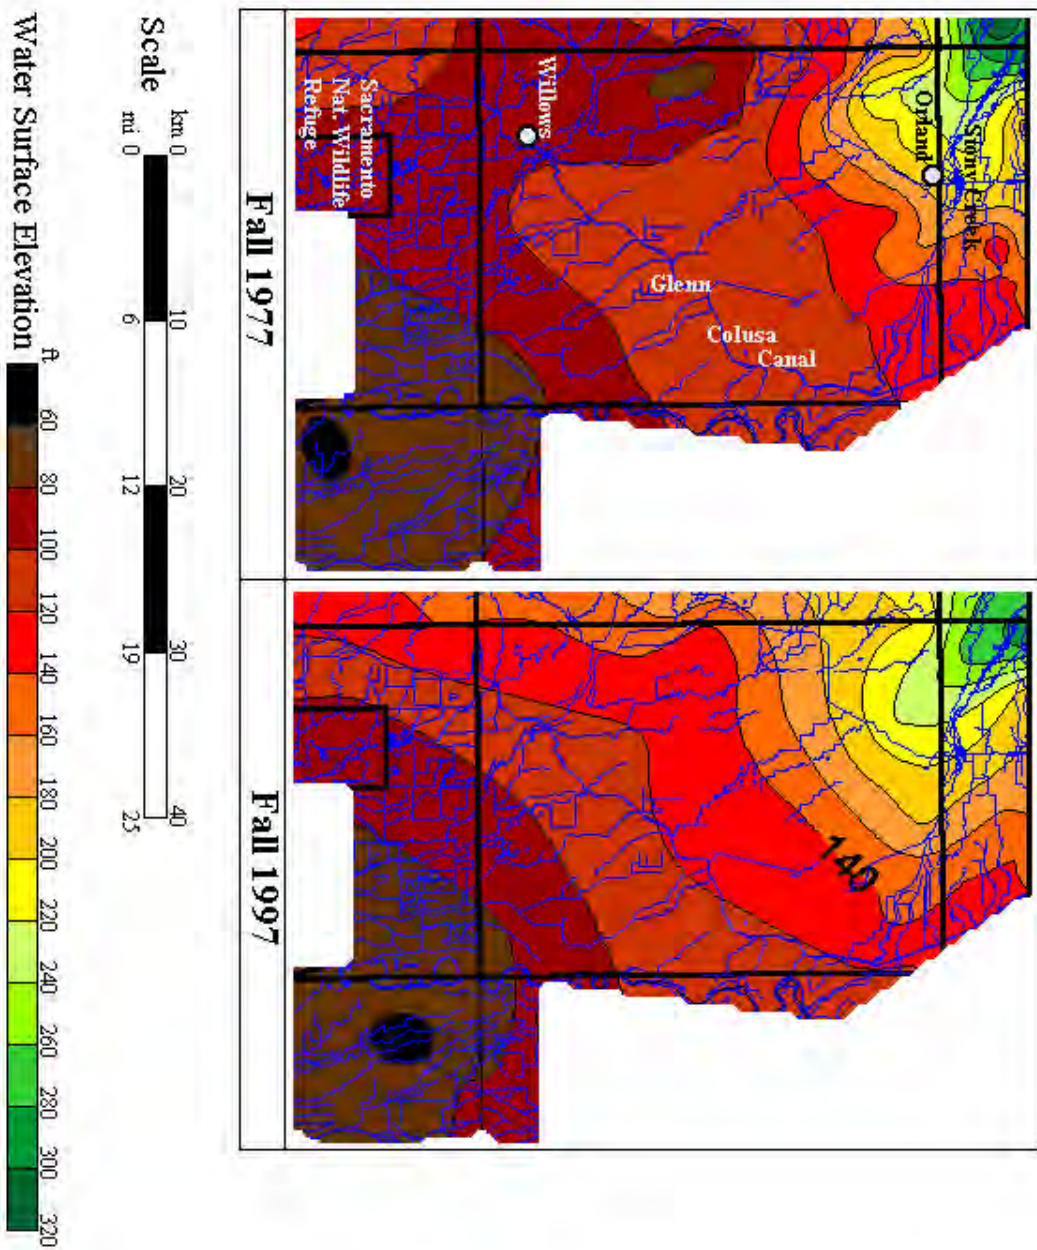 Stony Creek
Orland
Glenn
Colusa
Canal
Willows
Sacramento
Nat. Wildlife
Refuge
140
Fall 1977
Fall 1997
km 0 10 20 30 40
mi 0 6 12 19 25
Scale
ft 60 80 100 120 140 160 180 200 220 240 260 280 300 320
Water Surface Elevation